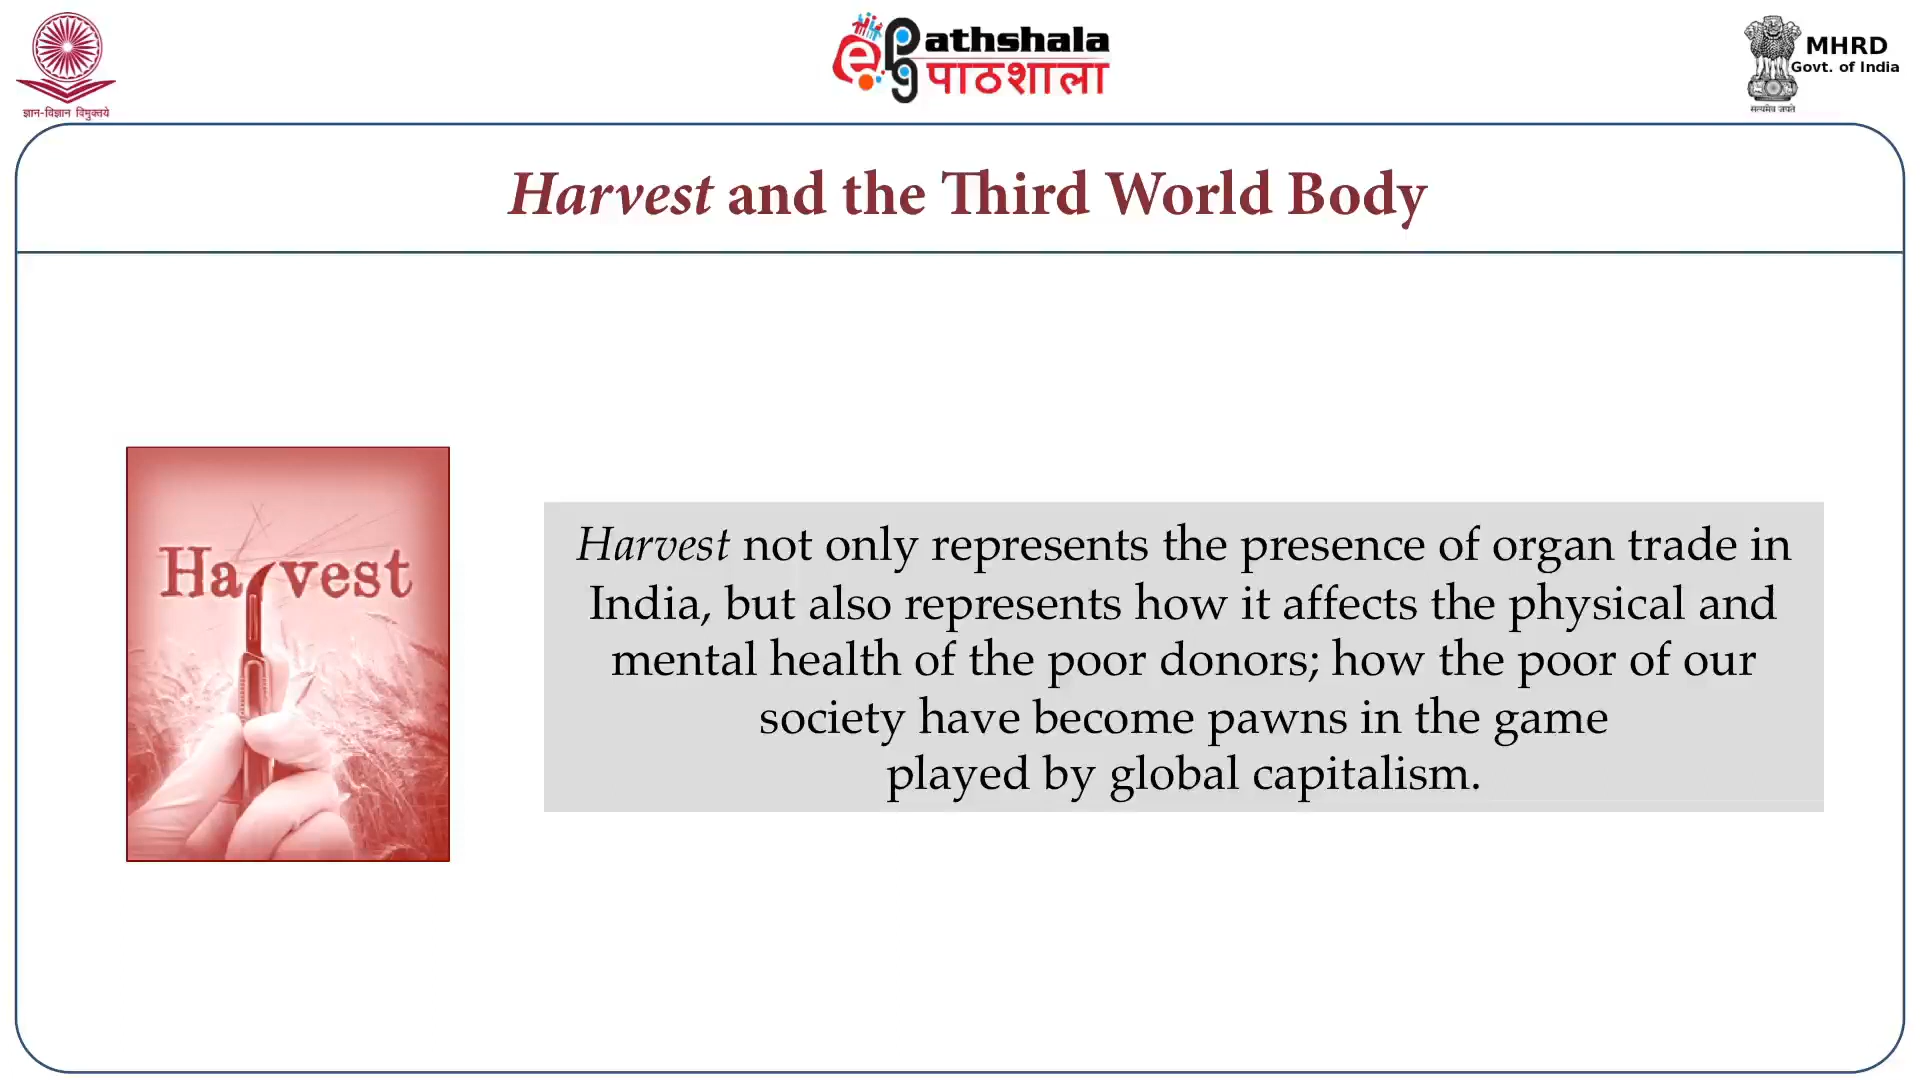 ज्ञान-विज्ञान विमुक्तये
ePathshala
पाठशाला
MHRD
Govt. of India
सत्यमेव जयते
Harvest and the Third World Body
Harvest
Harvest not only represents the presence of organ trade in
India, but also represents how it affects the physical and
mental health of the poor donors; how the poor of our
society have become pawns in the game
played by global capitalism.